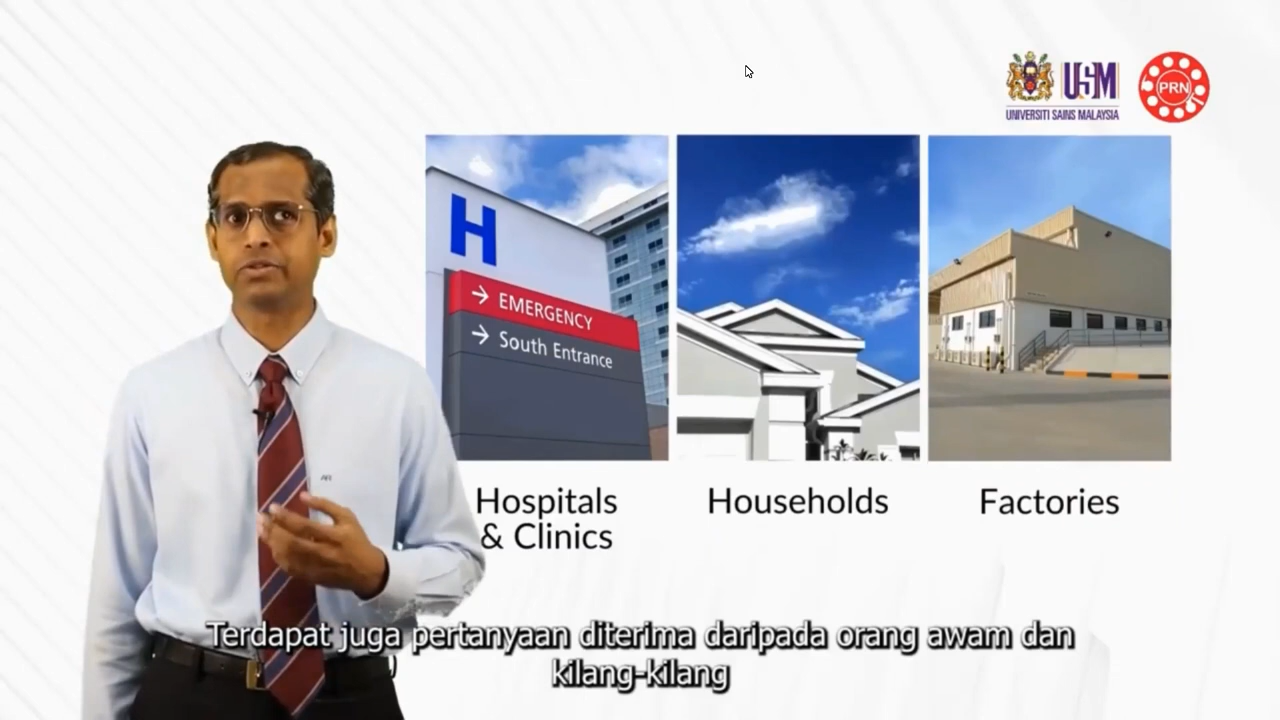 USM
UNIVERSITI SAINS MALAYSIA
PRN
H
→ EMERGENCY
→ South Entrance
Hospitals
& Clinics
Households
Factories
Terdapat juga pertanyaan diterima daripada orang awam dan
kilang-kilang